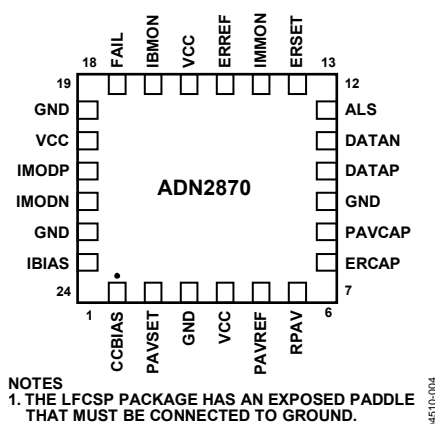 FAIL
IBMON
VCC
ERREF
IMMON
ERSET
18
13
19
12
GND
VCC
IMODP
IMODN
GND
IBIAS
ADN2870
ALS
DATAN
DATAP
GND
PAVCAP
ERCAP
24
7
1
6
CCBIAS
PAVSET
GND
VCC
PAVREF
RPAV
NOTES
1. THE LFCSP PACKAGE HAS AN EXPOSED PADDLE
THAT MUST BE CONNECTED TO GROUND.
04510-004